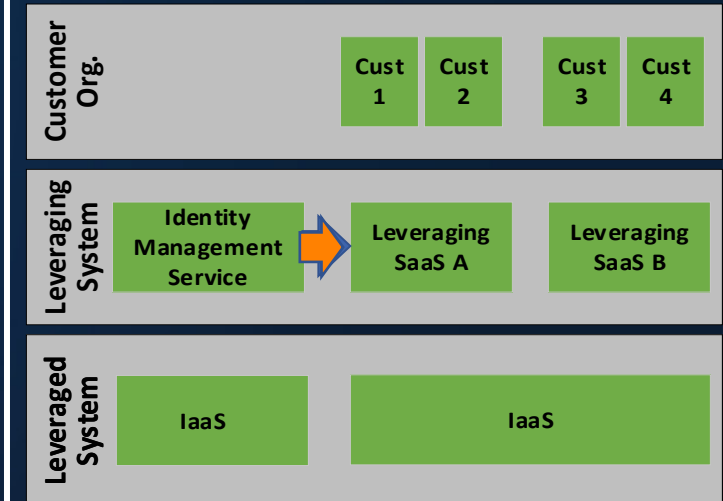 Customer
Org.
Cust
1
Cust
2
Cust
3
Cust
4
Leveraging
System
Identity
Management
Service
Leveraging
SaaS A
Leveraging
SaaS B
Leveraged
System
IaaS
IaaS